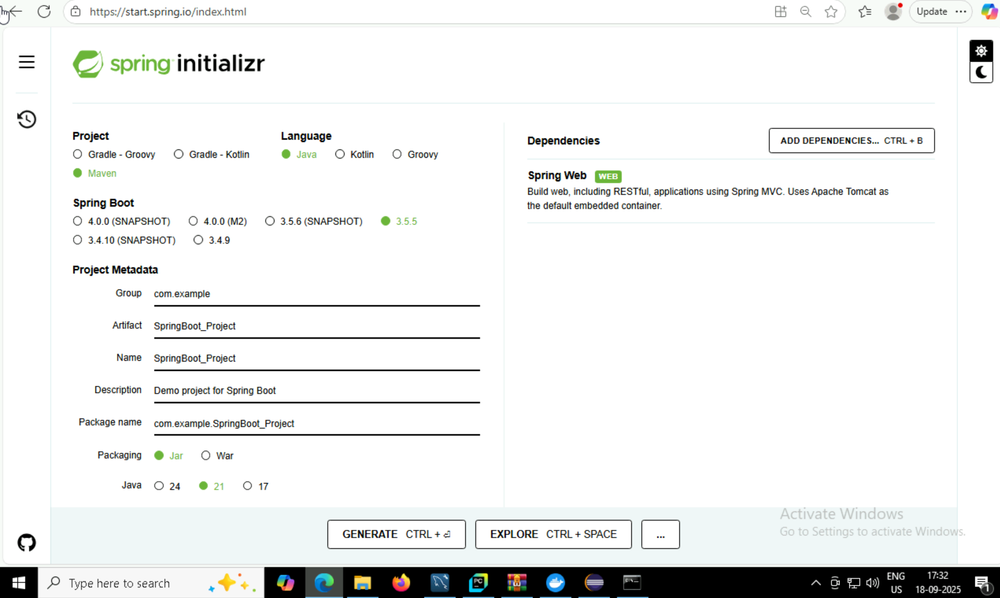 https://start.spring.io/index.html
Update
spring initializr
Project
Gradle - Groovy
Gradle - Kotlin
Maven
Language
Java
Kotlin
Groovy
Spring Boot
4.0.0 (SNAPSHOT)
4.0.0 (M2)
3.5.6 (SNAPSHOT)
3.5.5
3.4.10 (SNAPSHOT)
3.4.9
Project Metadata
Group com.example
Artifact SpringBoot_Project
Name SpringBoot_Project
Description Demo project for Spring Boot
Package name com.example.SpringBoot_Project
Packaging Jar War
Java 24 21 17
Dependencies
ADD DEPENDENCIES... CTRL + B
Spring Web WEB
Build web, including RESTful, applications using Spring MVC. Uses Apache Tomcat as
the default embedded container.
GENERATE CTRL + ⏎
EXPLORE CTRL + SPACE
...
Activate Windows
Go to Settings to activate Windows.
Type here to search
PC
C:\.
ENG
US
17:32
18-09-2025
1